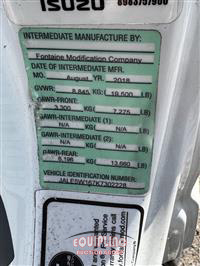 ISUZU
8983757900
INTERMEDIATE MANUFACTURE BY:
Fontaine Modification Company
DATE OF INTERMEDIATE MFR.
MO. August YR. 2018
GVWR: 8,845 KG( 19,500 LB)
GAWR-FRONT:
3,300 KG( 7,275 LB)
GAWR-INTERMEDIATE (1):
N/A KG( N/A LB)
GAWR-INTERMEDIATE (2):
N/A KG( N/A LB)
GAWR-REAR:
6,196 KG( 13,660 LB)
VEHICLE IDENTIFICATION NUMBER:
EQUIPLINQ